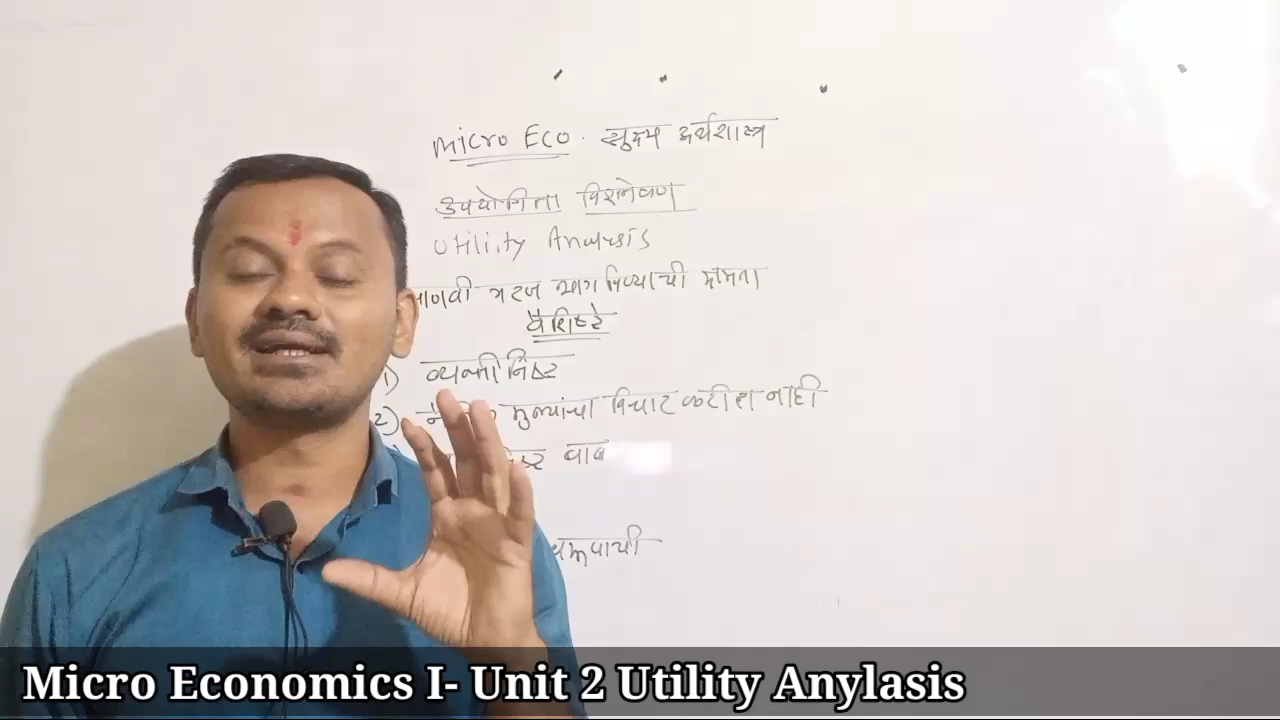 Micro Eco. सुक्ष्म अर्थशास्त्र
उपयोगिता विश्लेषण
Utility Analysis
गरज भागविण्याची क्षमता
वैशिष्टे
1) व्यक्तीनिष्ठ
2) मुल्यांचा विचार करीत नाही
Micro Economics I- Unit 2 Utility Anylasis